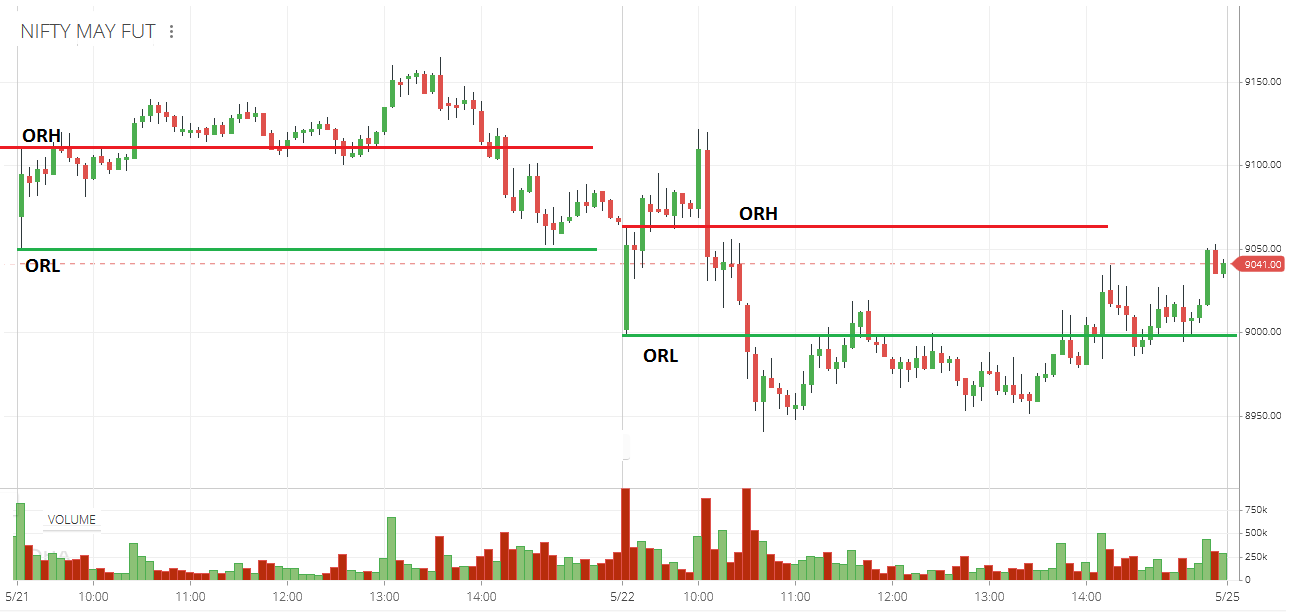 NIFTY MAY FUT
9150.00
ORH
9100.00
ORH
9050.00
ORL
9041.00
9000.00
ORL
8950.00
VOLUME
750k
500k
250k
0
5/21 10:00 11:00 12:00 13:00 14:00 5/22 10:00 11:00 12:00 13:00 14:00 5/25